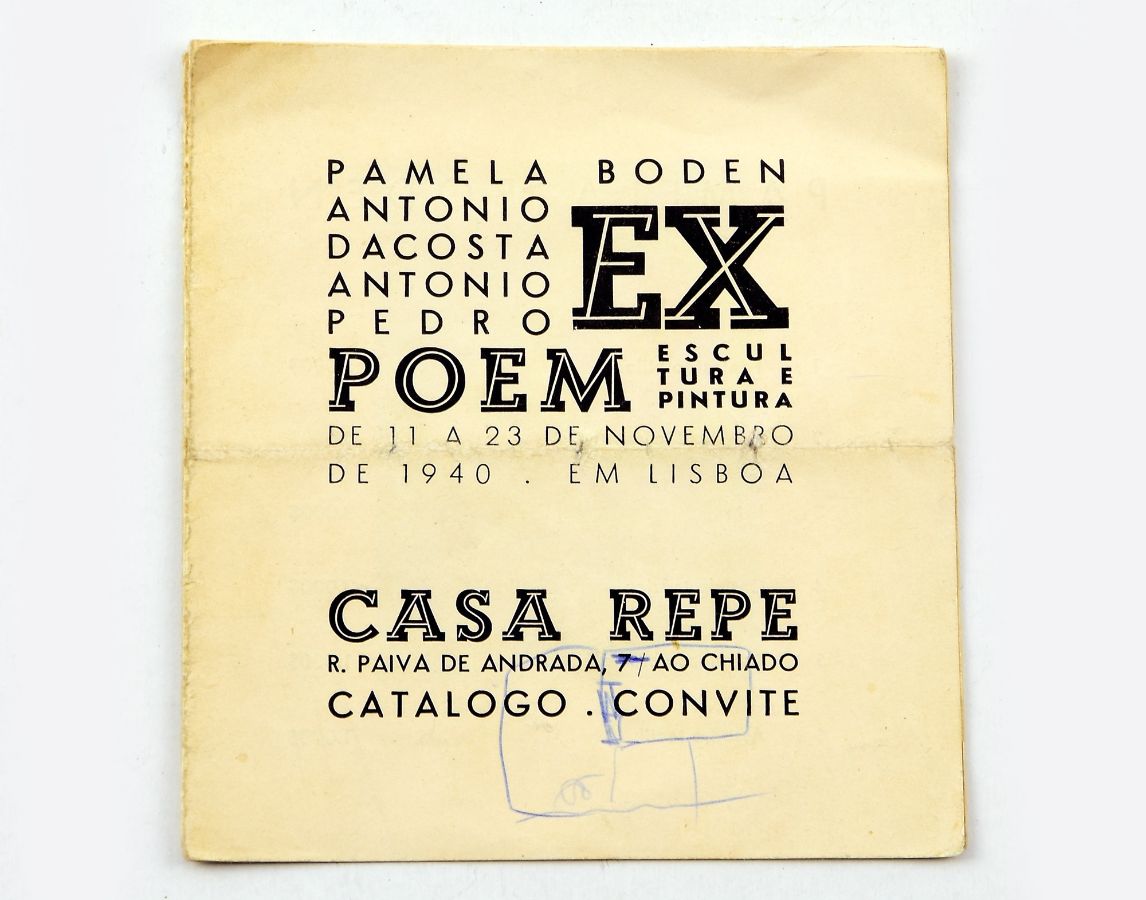 PAMELA BODEN
ANTONIO
DACOSTA
ANTONIO
PEDRO
EX
POEM
ESCUL
TURA E
PINTURA
DE 11 A 23 DE NOVEMBRO
DE 1940 . EM LISBOA
CASA REPE
R. PAIVA DE ANDRADA, 7 AO CHIADO
CATALOGO . CONVITE